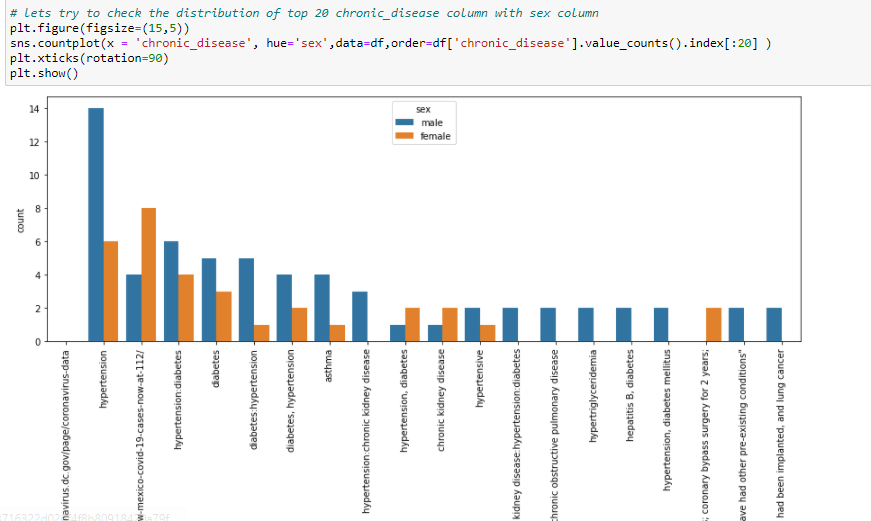 # lets try to check the distribution of top 20 chronic_disease column with sex column
plt.figure(figsize=(15,5))
sns.countplot(x = 'chronic_disease', hue='sex',data=df,order=df['chronic_disease'].value_counts().index[:20] )
plt.xticks(rotation=90)
plt.show()
sex
male
female
count
14
12
10
8
6
4
2
0
navirus.dc.gov/page/coronavirus-data
hypertension
w-mexico-covid-19-cases-now-at-112/
hypertension:diabetes
diabetes
diabetes:hypertension
diabetes, hypertension
asthma
hypertension:chronic kidney disease
hypertension, diabetes
chronic kidney disease
hypertensive
kidney disease:hypertension:diabetes
chronic obstructive pulmonary disease
hypertriglyceridemia
hepatitis B, diabetes
hypertension, diabetes mellitus
s; coronary bypass surgery for 2 years;
ave had other pre-existing conditions"
had been implanted, and lung cancer